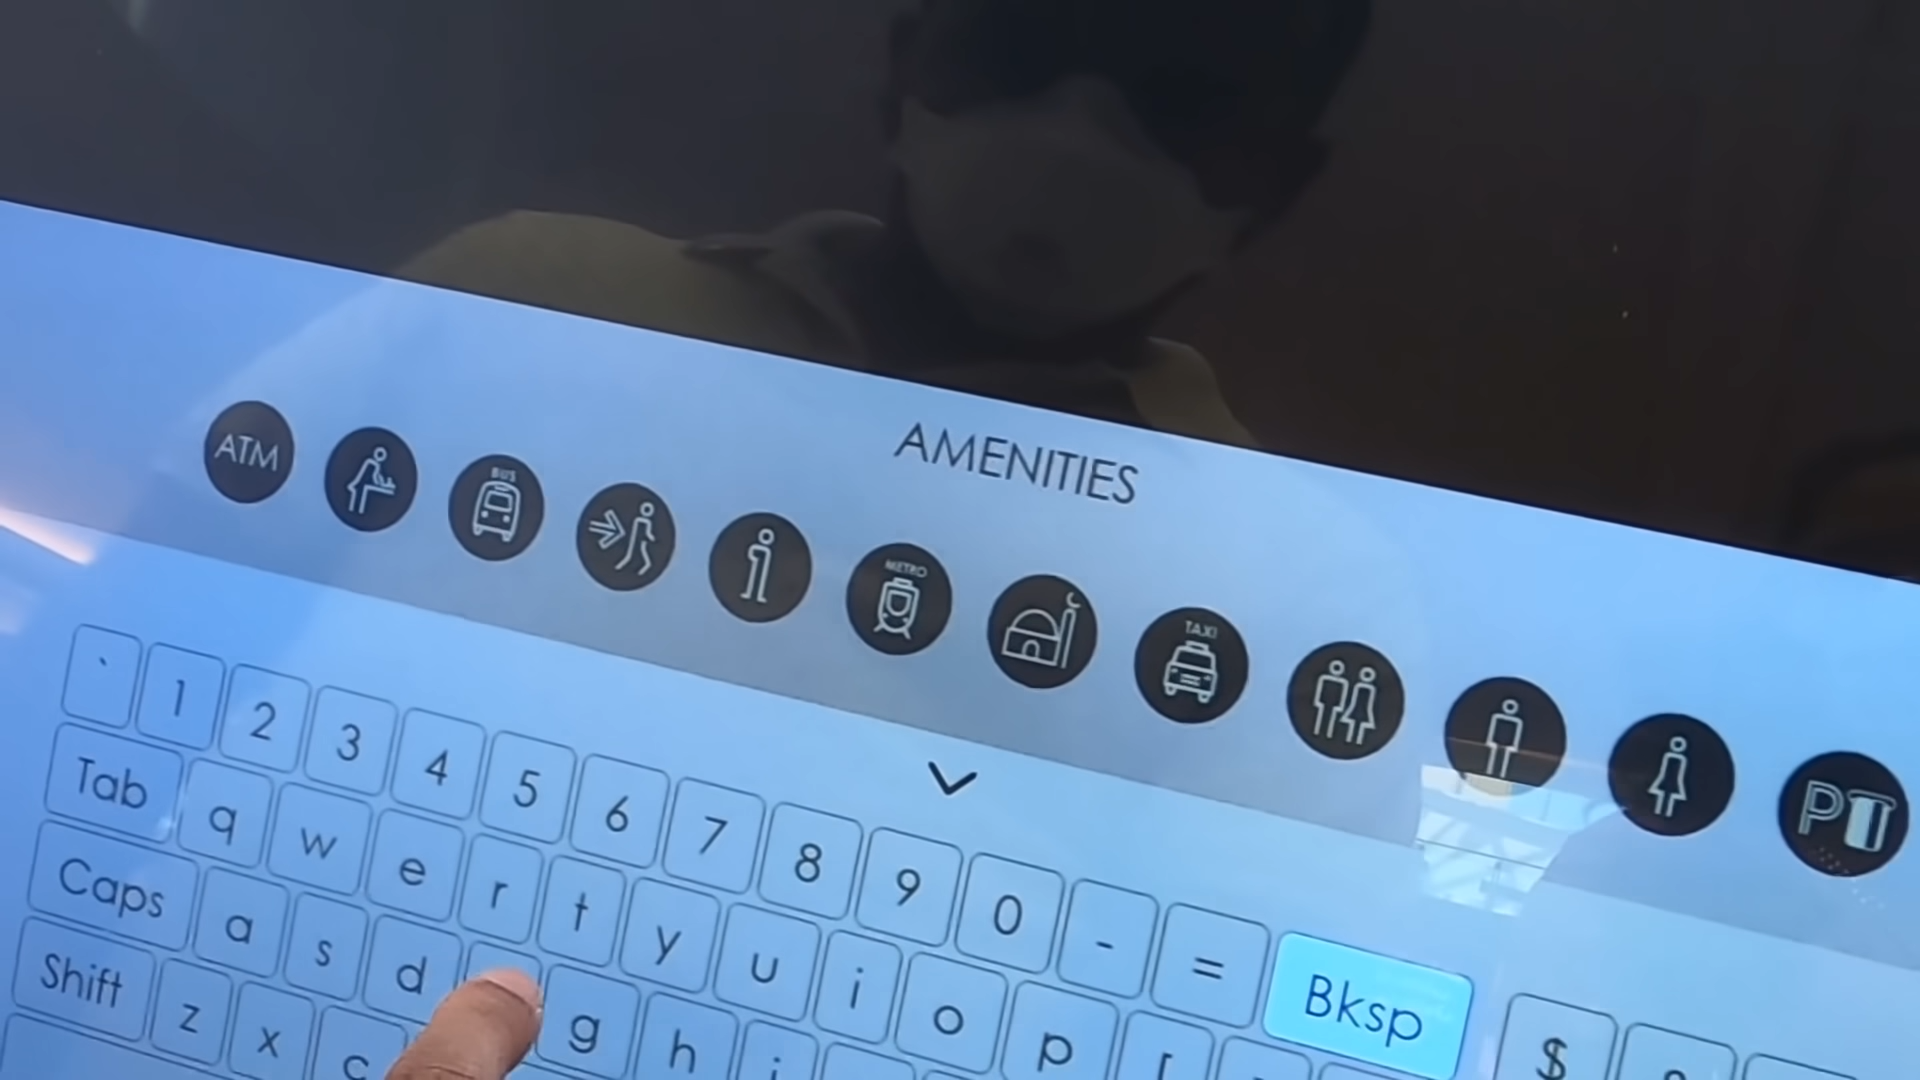 AMENITIES
ATM
BUS
METRO
TAXI
P
` 1 2 3 4 5 6 7 8 9 0 - = Bksp
Tab q w e r t y u i o p [
Caps a s d g h
Shift z x c
$